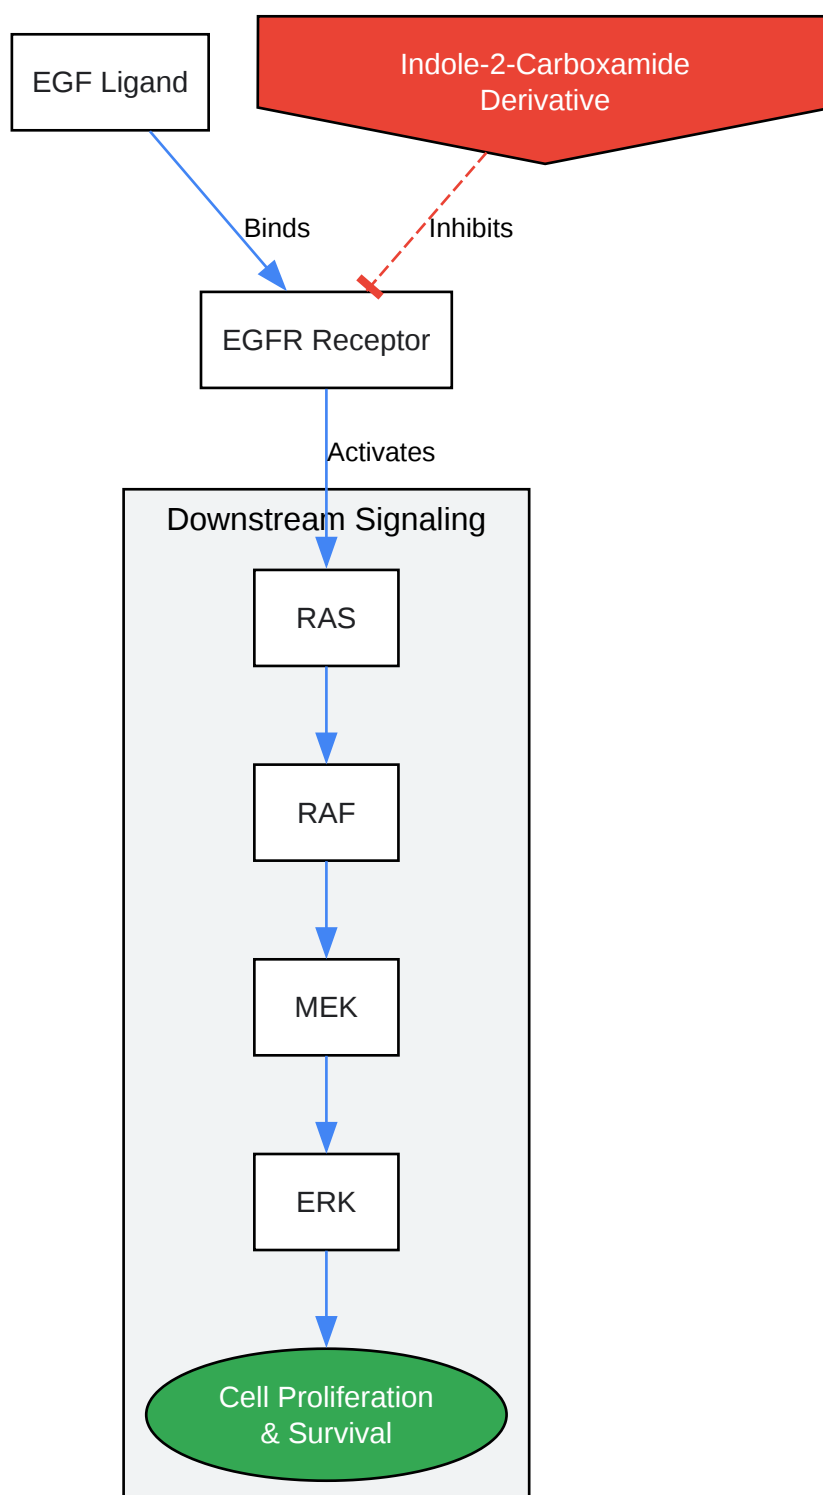 EGF Ligand
Indole-2-Carboxamide
Derivative
Binds
Inhibits
EGFR Receptor
Activates
Downstream Signaling
RAS
RAF
MEK
ERK
Cell Proliferation
& Survival